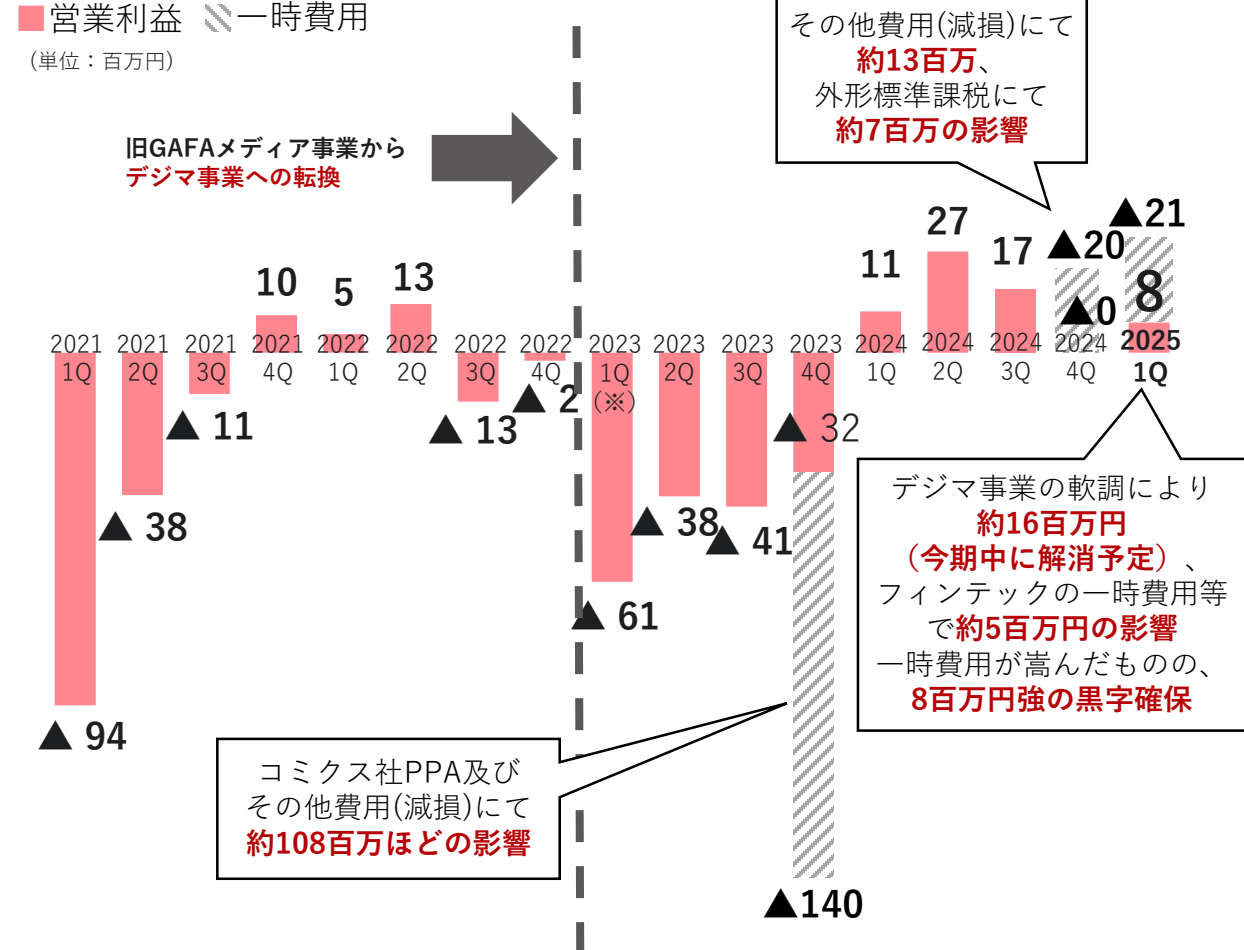 営業利益 一時費用
(単位：百万円)
その他費用(減損)にて
約13百万、
外形標準課税にて
約7百万の影響
旧GAFAメディア事業から
デジマ事業への転換
▲21
▲20
27
17
11
▲0
8
10
5
13
2021 1Q
2021 2Q
2021 3Q
2021 4Q
2022 1Q
2022 2Q
2022 3Q
2022 4Q
2023 1Q (※)
2023 2Q
2023 3Q
2023 4Q
2024 1Q
2024 2Q
2024 3Q
2024 4Q
2025 1Q
▲ 94
▲ 38
▲ 11
▲ 13
▲ 2
▲ 61
▲ 38
▲ 41
▲ 32
▲140
デジマ事業の軟調により
約16百万円
（今期中に解消予定）、
フィンテックの一時費用等
で約5百万円の影響
一時費用が嵩んだものの、
8百万円強の黒字確保
コミクス社PPA及び
その他費用(減損)にて
約108百万ほどの影響